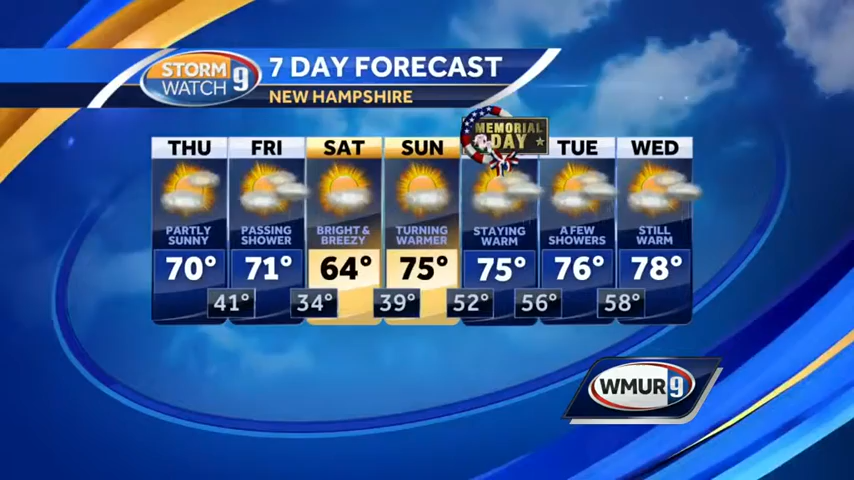 STORM
WATCH 9
7 DAY FORECAST
NEW HAMPSHIRE
MEMORIAL
DAY
THU FRI SAT SUN TUE WED
PARTLY SUNNY PASSING SHOWER BRIGHT & BREEZY TURNING WARMER STAYING WARM A FEW SHOWERS STILL WARM
70° 71° 64° 75° 75° 76° 78°
41° 34° 39° 52° 56° 58°
WMUR 9